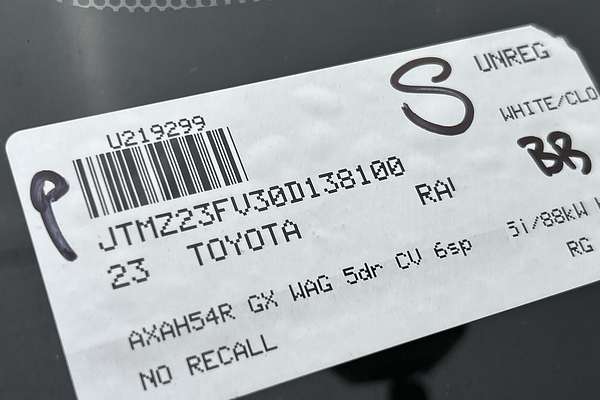 U219299
S
UNREG
P
JTMZ23FV30D138100
WHITE/CLO
BR
23 TOYOTA RA
AXAH54R GX WAG 5dr CV 6sp 5i/88kW
NO RECALL
RG